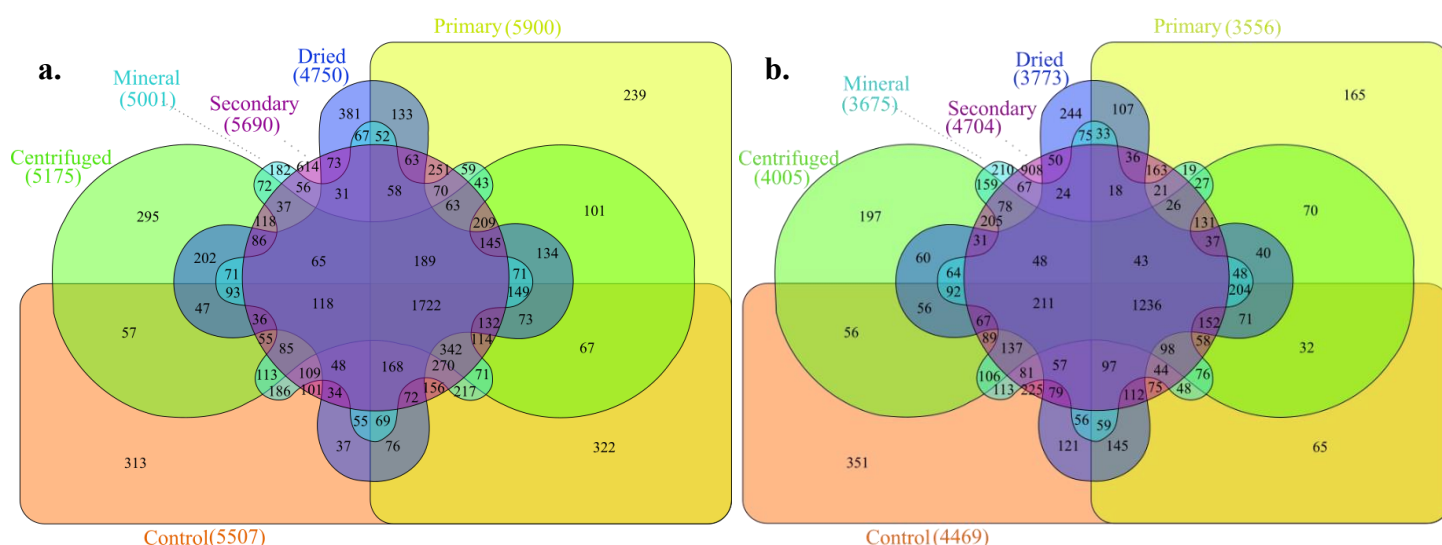 a.
Primary (5900)
Dried
(4750)
Mineral
(5001)
Secondary
(5690)
Centrifuged
(5175)
239
381 133
67 52
182 614 73 63 251 59
72 56 31 58 70 43
37 63
295 118 209 101
86 145
202 65 189 134
71 71
93 149
47 118 1722 73
36 132
57 55 114 67
85 342
113 48 168 270 71
109
186 101 34 72 156 217
55 69
37 76
313 322
Control(5507)
b.
Primary (3556)
Dried
(3773)
Mineral
(3675)
Secondary
(4704)
Centrifuged
(4005)
165
244 107
75 33
210 908 50 36 163 19
159 67 24 18 21 27
78 26
197 205 131 70
31 37
60 48 43 40
64 48
92 204
56 211 1236 71
67 152
56 89 58 32
137 98
106 81 57 97 44 76
113 225 79 112 75 48
56 59
121 145
351 65
Control (4469)